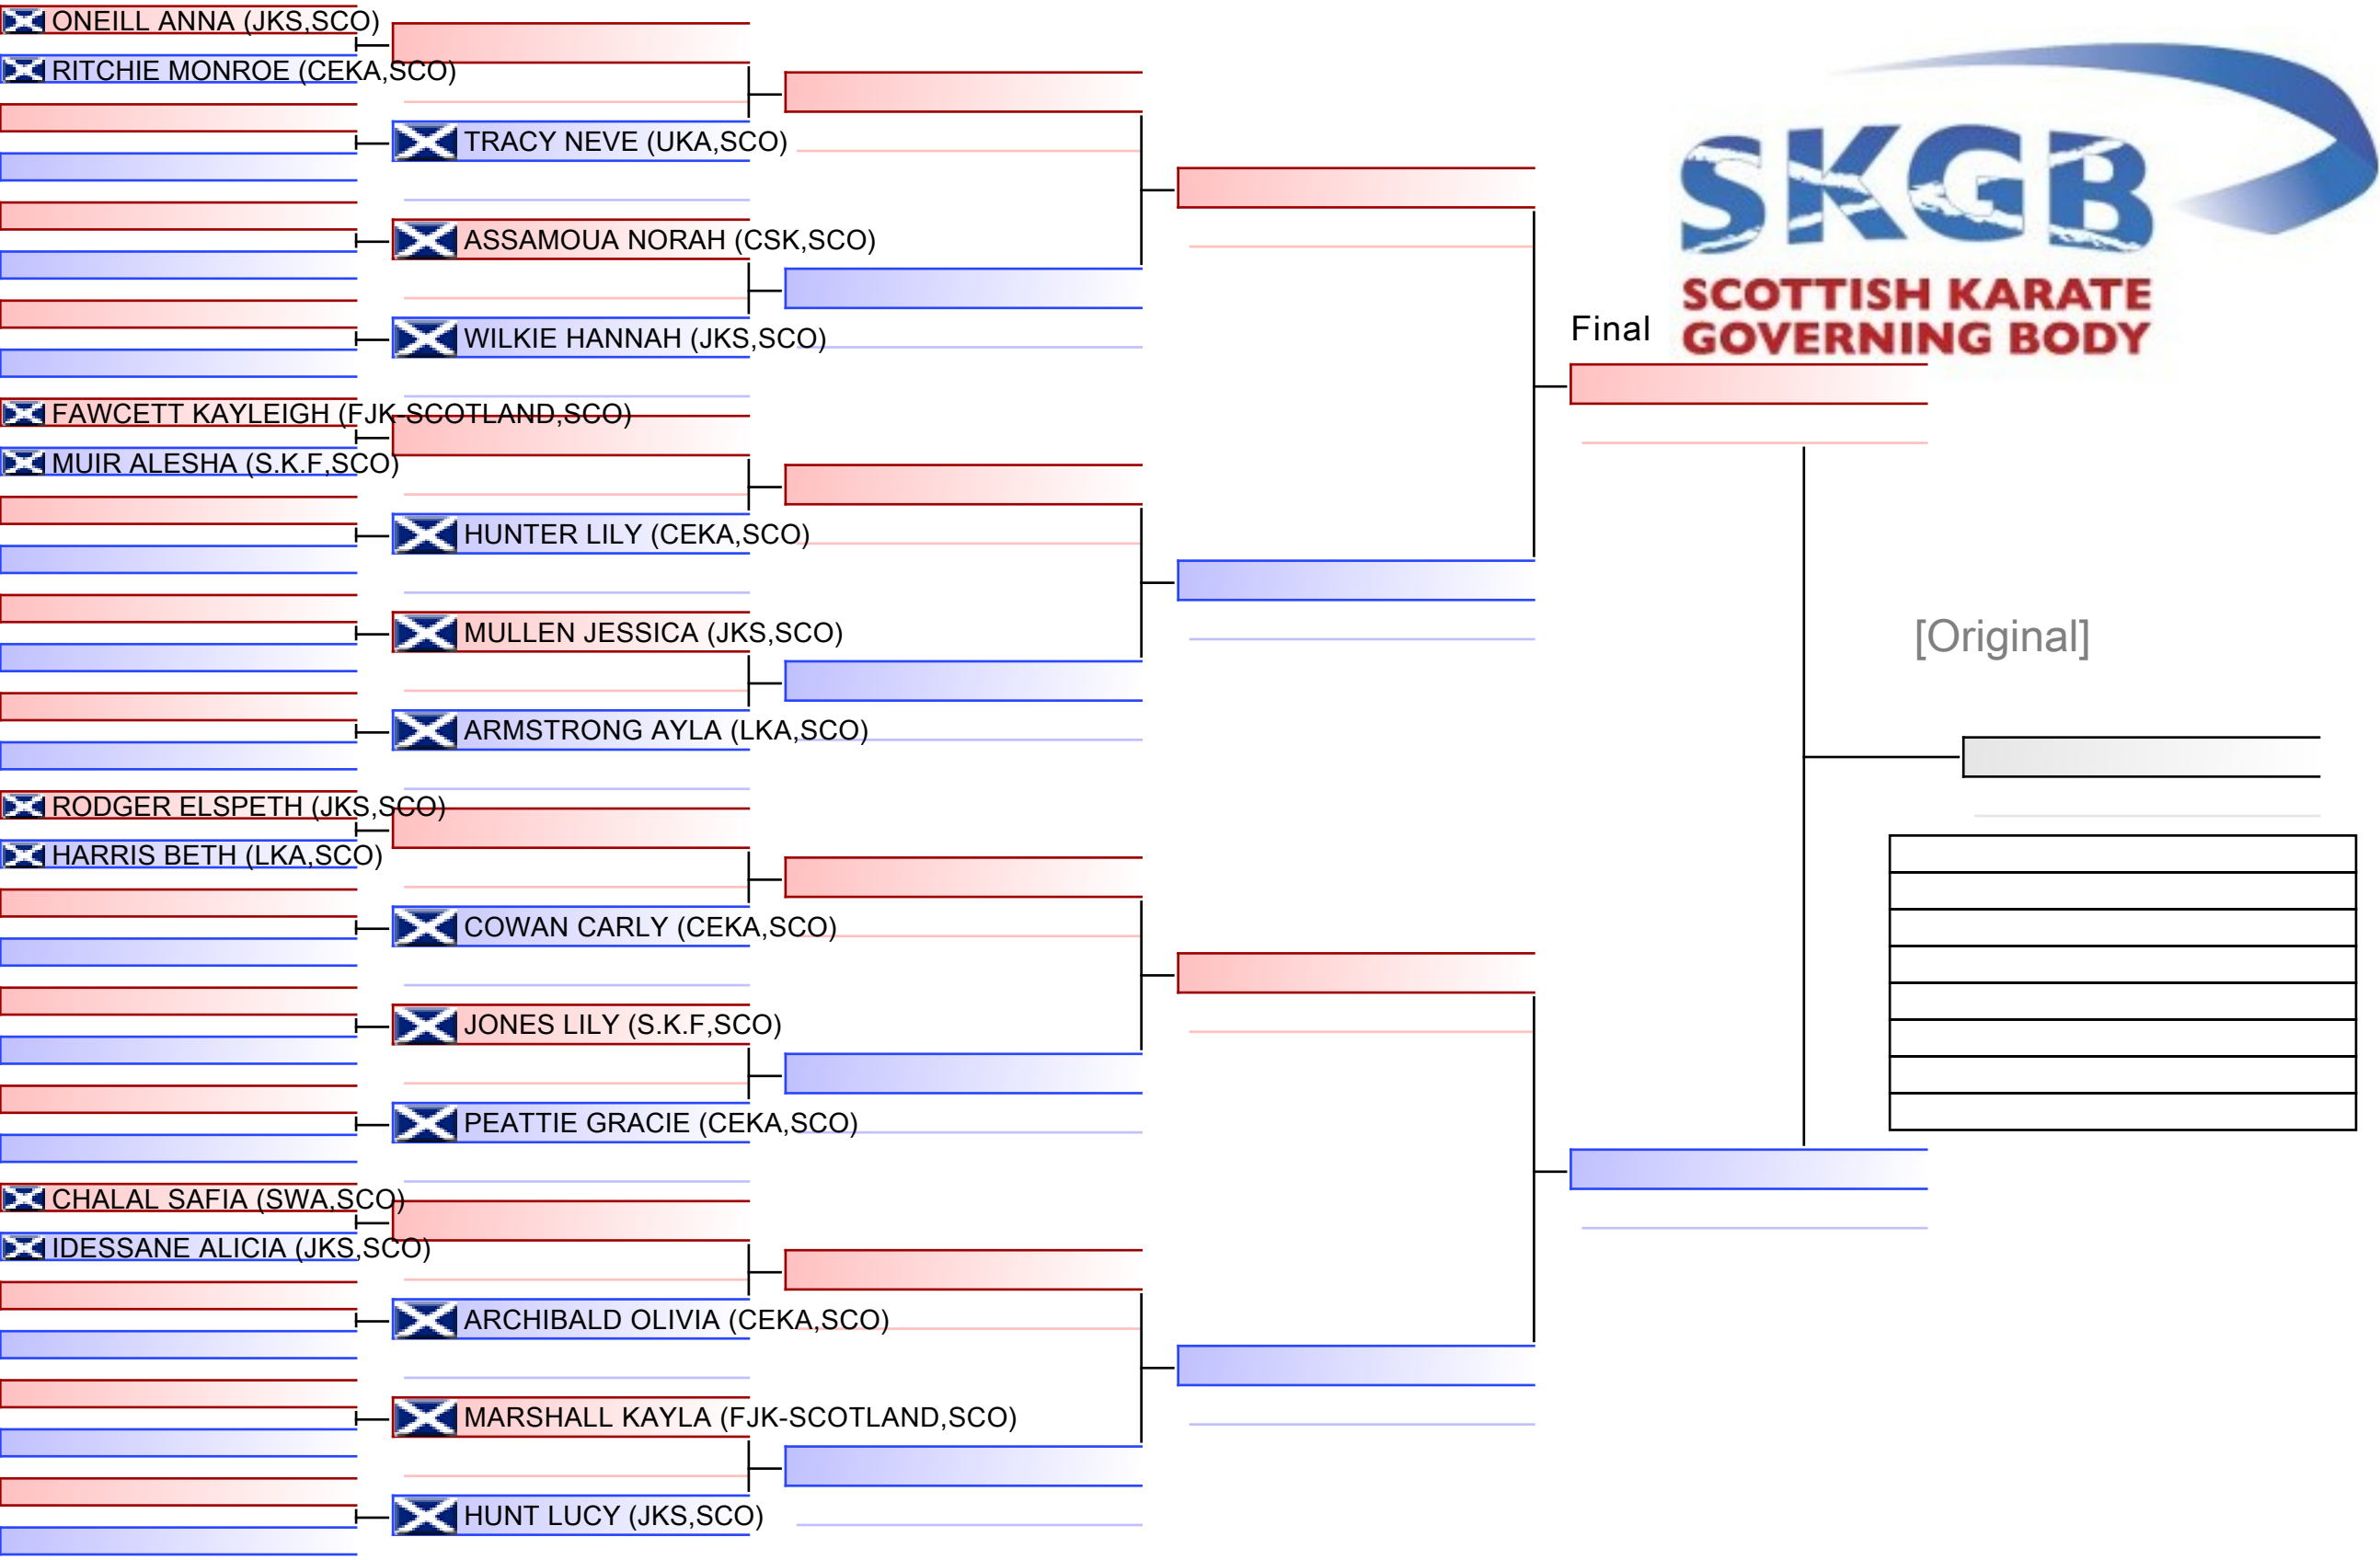 ONEILL ANNA (JKS,SCO)
RITCHIE MONROE (CEKA,SCO)
TRACY NEVE (UKA,SCO)
ASSAMOUA NORAH (CSK,SCO)
WILKIE HANNAH (JKS,SCO)
FAWCETT KAYLEIGH (FJK-SCOTLAND,SCO)
MUIR ALESHA (S.K.F,SCO)
HUNTER LILY (CEKA,SCO)
MULLEN JESSICA (JKS,SCO)
ARMSTRONG AYLA (LKA,SCO)
RODGER ELSPETH (JKS,SCO)
HARRIS BETH (LKA,SCO)
COWAN CARLY (CEKA,SCO)
JONES LILY (S.K.F,SCO)
PEATTIE GRACIE (CEKA,SCO)
CHALAL SAFIA (SWA,SCO)
IDESSANE ALICIA (JKS,SCO)
ARCHIBALD OLIVIA (CEKA,SCO)
MARSHALL KAYLA (FJK-SCOTLAND,SCO)
HUNT LUCY (JKS,SCO)
SKGB
SCOTTISH KARATE
GOVERNING BODY
Final
[Original]